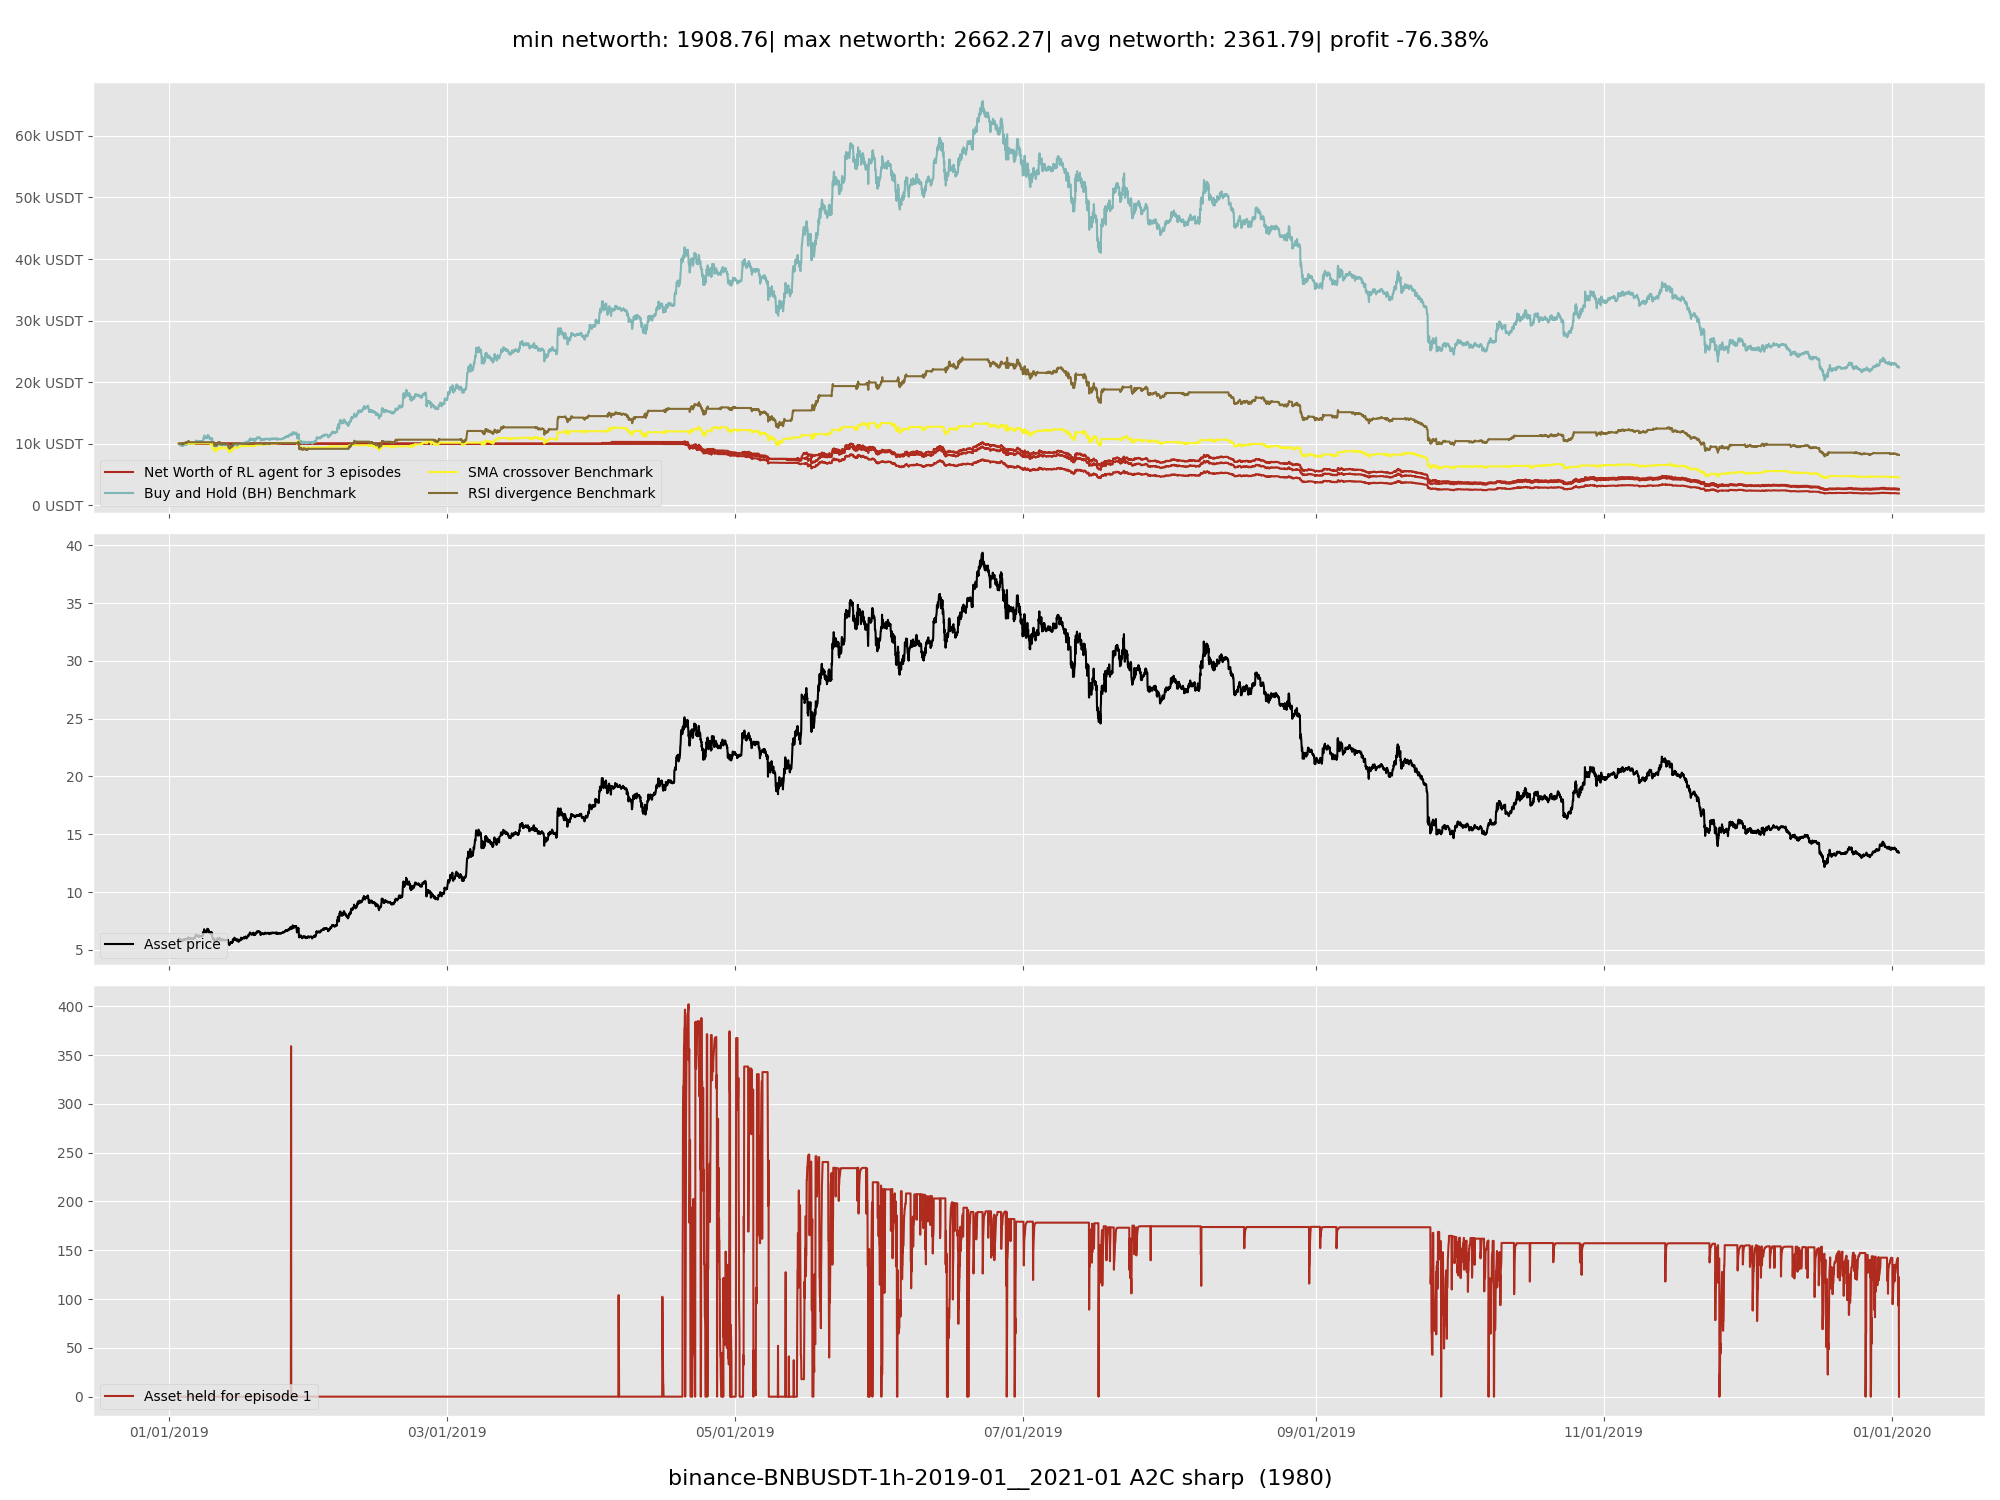 min networth: 1908.76| max networth: 2662.27| avg networth: 2361.79| profit -76.38%
60k USDT
50k USDT
40k USDT
30k USDT
20k USDT
10k USDT
0 USDT
Net Worth of RL agent for 3 episodes
Buy and Hold (BH) Benchmark
SMA crossover Benchmark
RSI divergence Benchmark
40
35
30
25
20
15
10
5
Asset price
400
350
300
250
200
150
100
50
0
Asset held for episode 1
01/01/2019 03/01/2019 05/01/2019 07/01/2019 09/01/2019 11/01/2019 01/01/2020
binance-BNBUSDT-1h-2019-01__2021-01 A2C sharp (1980)